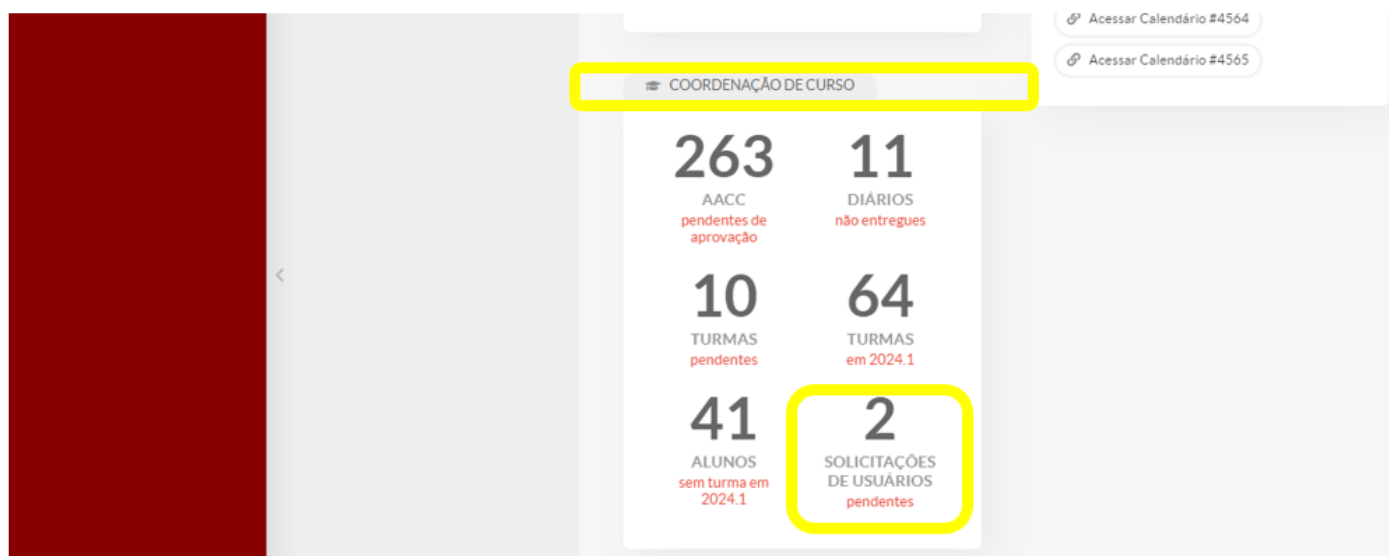 Acessar Calendário #4564
Acessar Calendário #4565
COORDENAÇÃO DE CURSO
263
AACC
pendentes de
aprovação
11
DIÁRIOS
não entregues
10
TURMAS
pendentes
64
TURMAS
em 2024.1
41
ALUNOS
sem turma em
2024.1
2
SOLICITAÇÕES
DE USUÁRIOS
pendentes